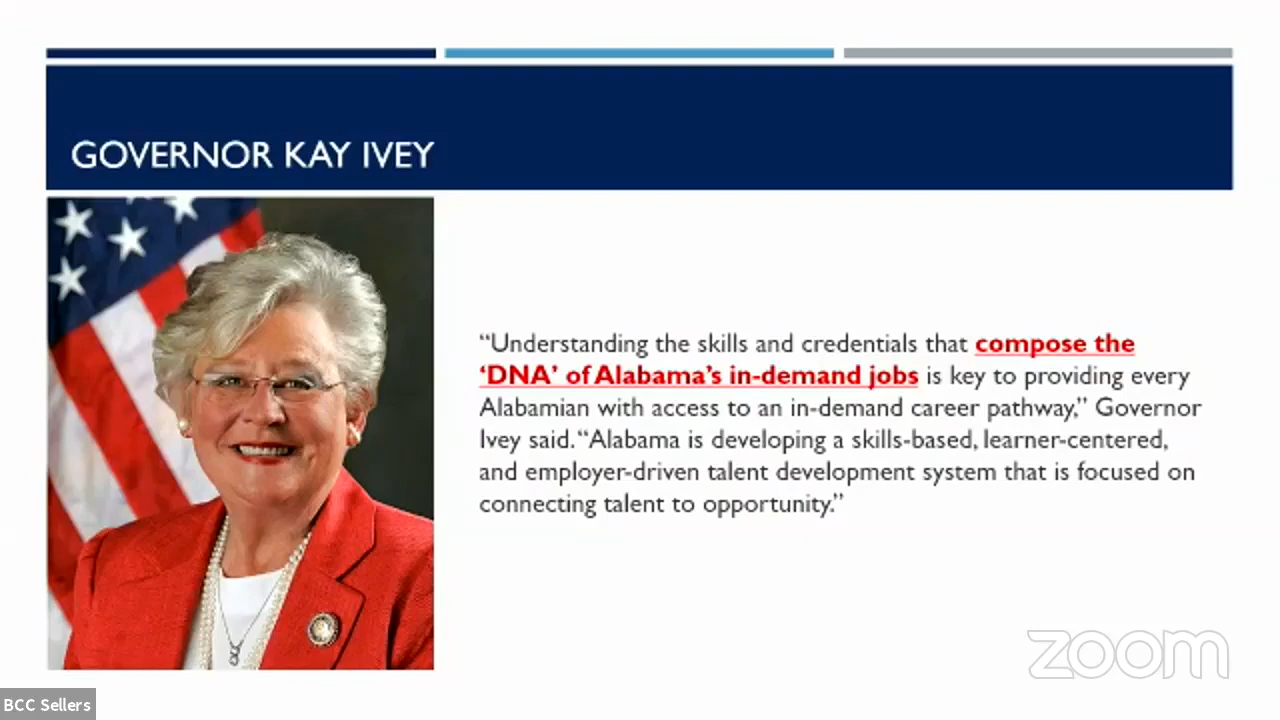 GOVERNOR KAY IVEY
“Understanding the skills and credentials that compose the
‘DNA’ of Alabama’s in-demand jobs is key to providing every
Alabamian with access to an in-demand career pathway,” Governor
Ivey said. “Alabama is developing a skills-based, learner-centered,
and employer-driven talent development system that is focused on
connecting talent to opportunity.”
zoom
BCC Sellers